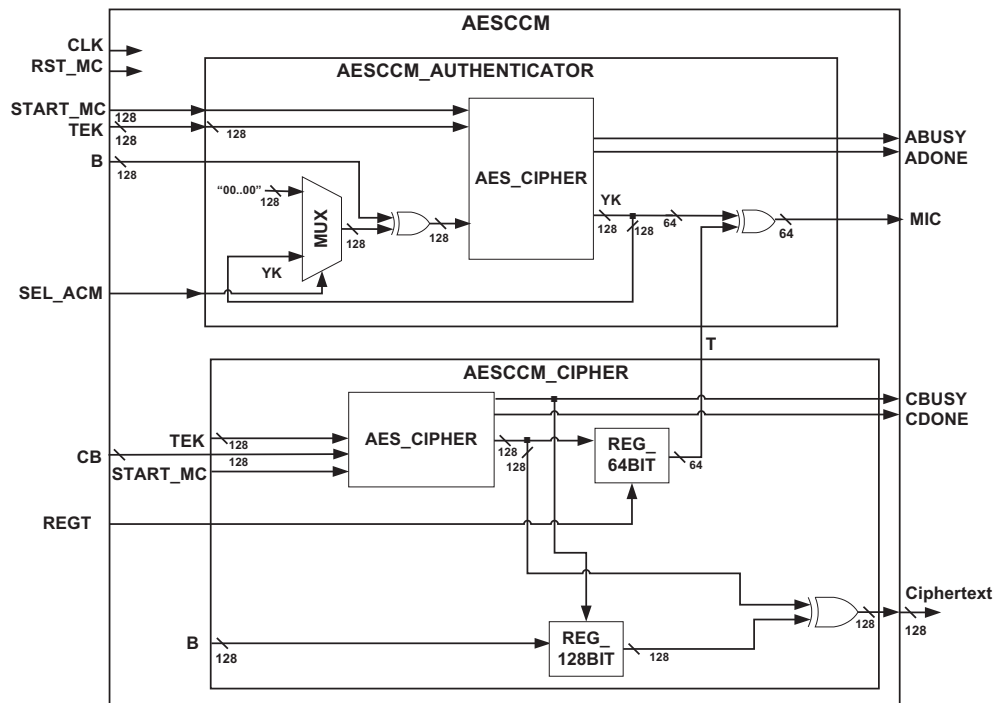 AESCCM
CLK
RST_MC
AESCCM_AUTHENTICATOR
START_MC
128
TEK
128
128
B
128
ABUSY
ADONE
AES_CIPHER
“00..00”
128
MUX
128
128
YK
128
128
64
64
MIC
YK
SEL_ACM
T
AESCCM_CIPHER
CBUSY
CDONE
AES_CIPHER
TEK
128
CB
128
START_MC
128
128
REG_
64BIT
64
REGT
Ciphertext
128
128
B
128
REG_
128BIT
128